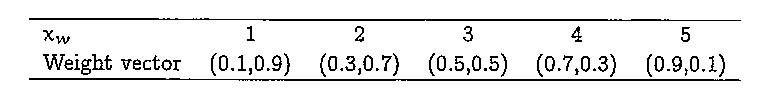 x_w 1 2 3 4 5
Weight vector (0.1,0.9) (0.3,0.7) (0.5,0.5) (0.7,0.3) (0.9,0.1)